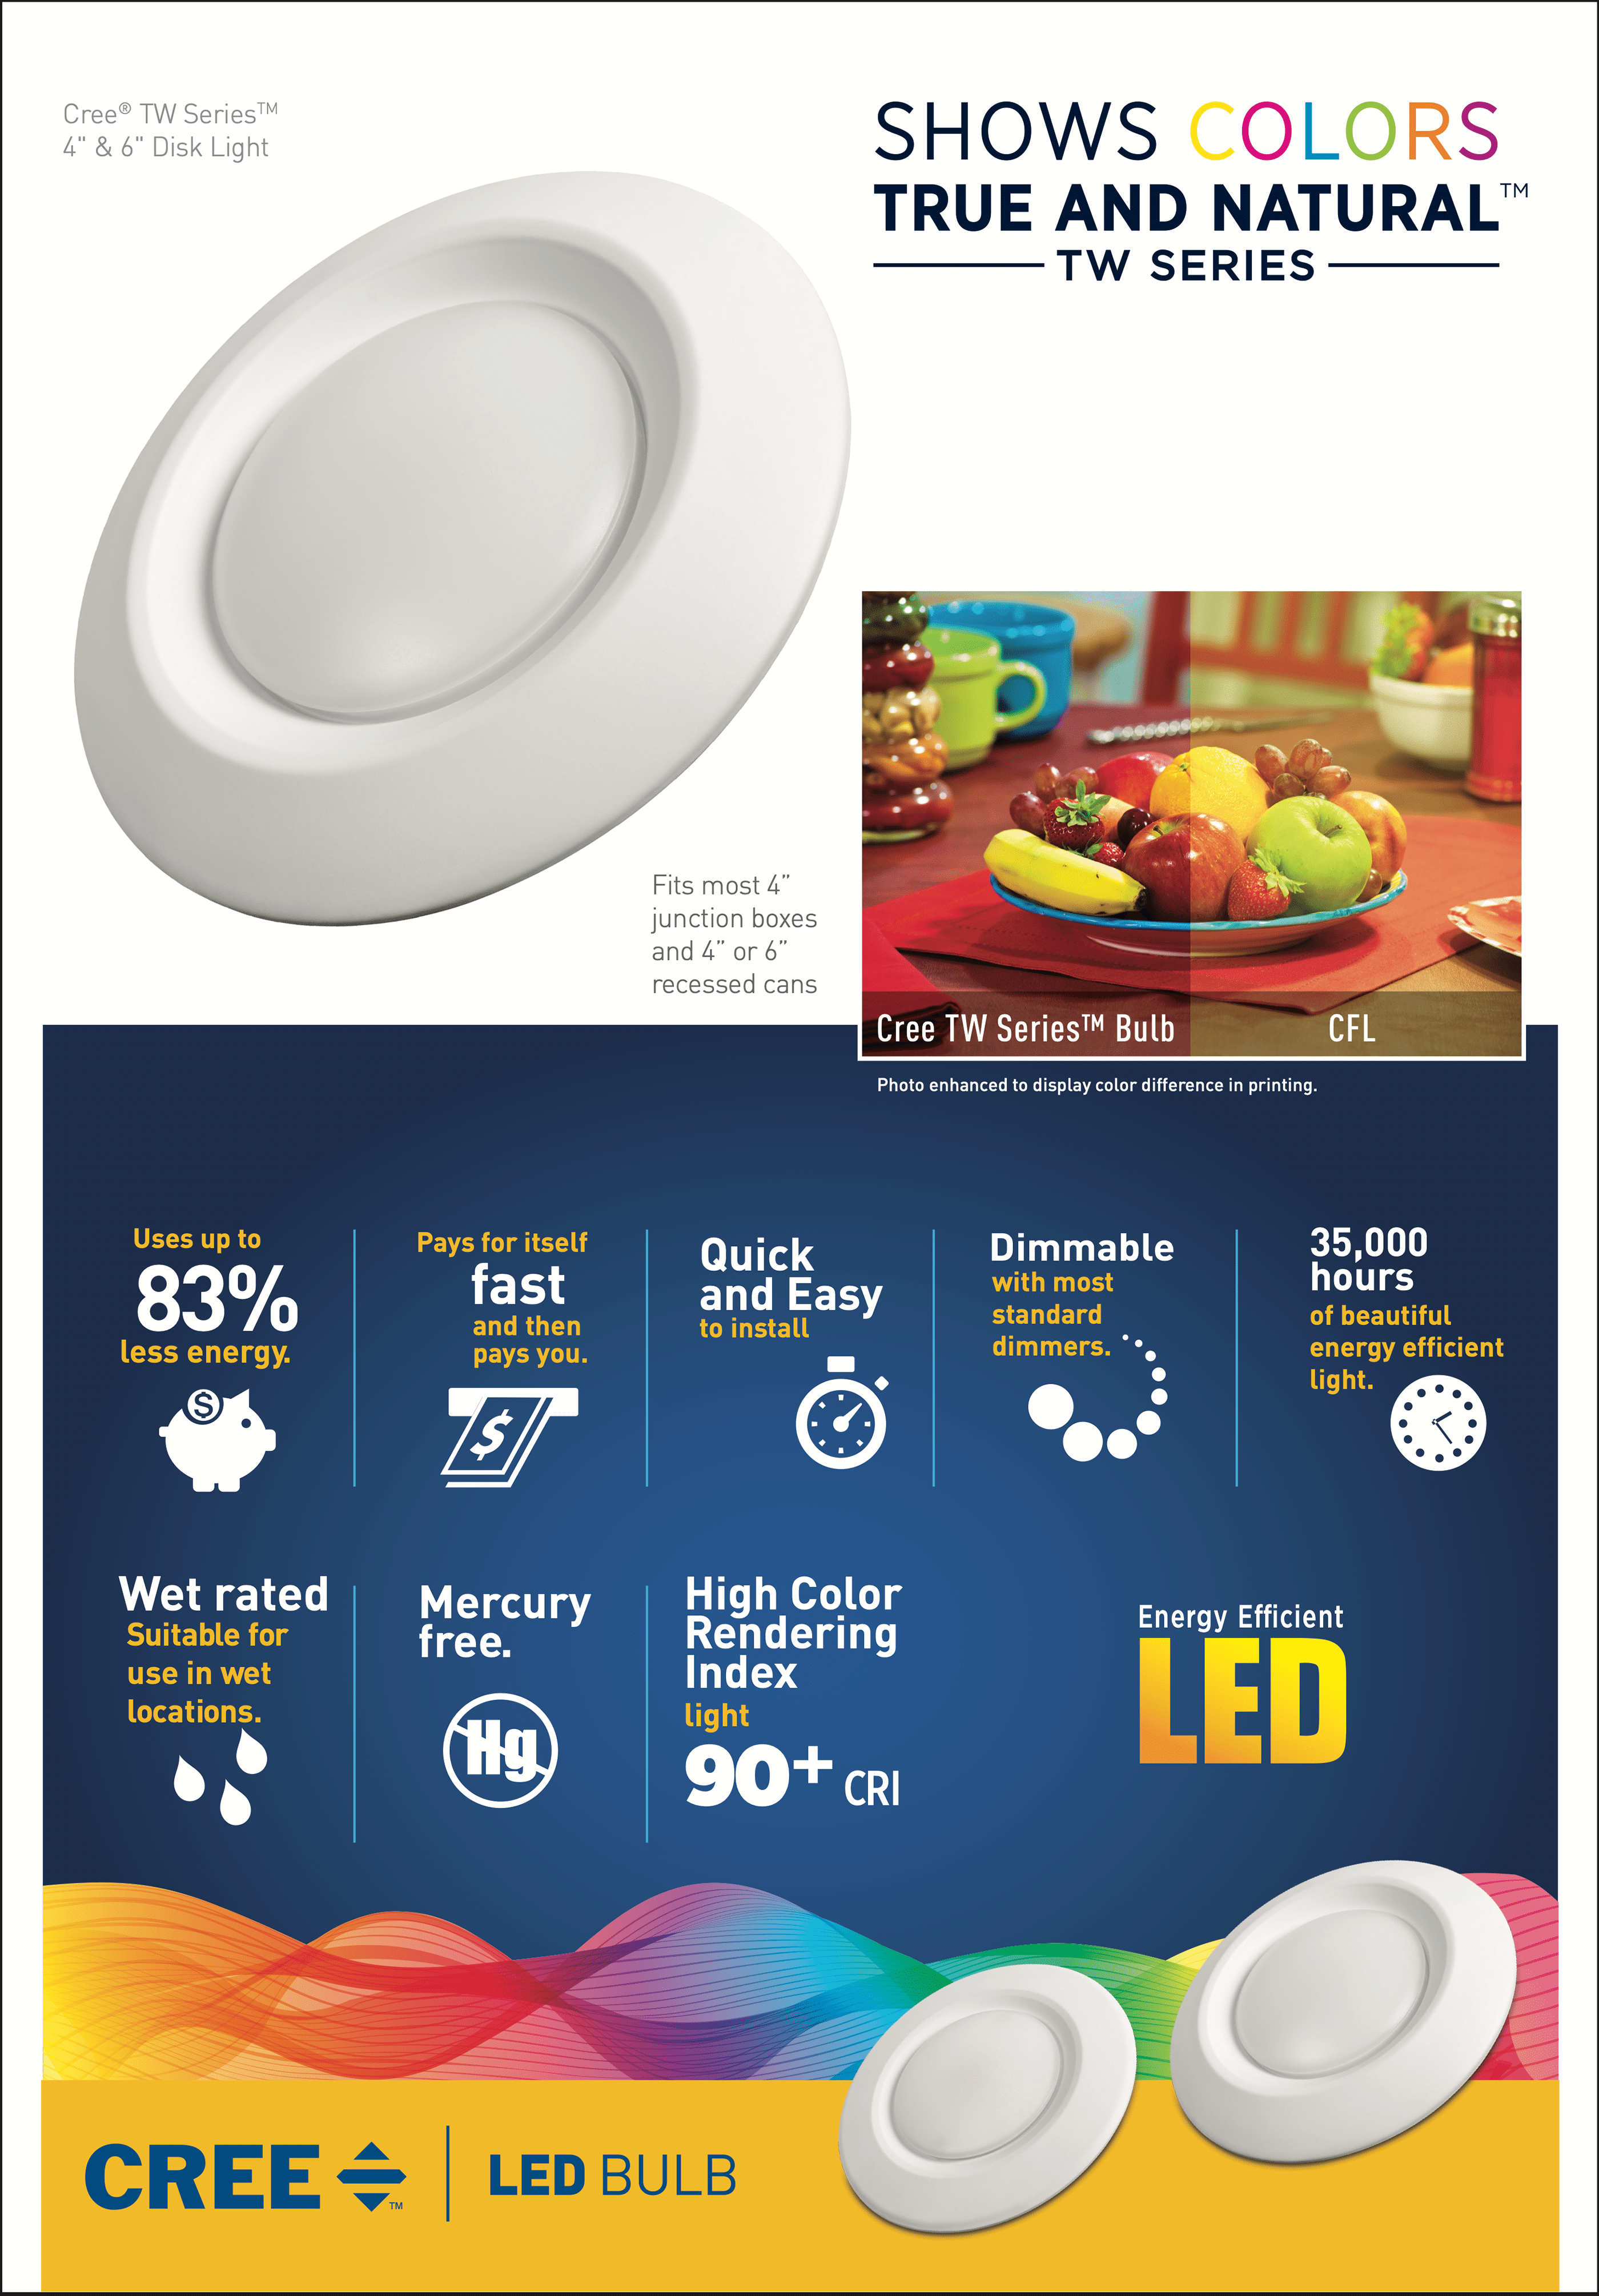 Cree® TW Series™
4" & 6" Disk Light
SHOWS COLORS
TRUE AND NATURAL™
TW SERIES
Fits most 4”
junction boxes
and 4” or 6”
recessed cans
Cree TW Series™ Bulb
CFL
Photo enhanced to display color difference in printing.
Uses up to
83%
less energy.
$
Pays for itself
fast
and then
pays you.
$
Quick
and Easy
to install
Dimmable
with most
standard
dimmers.
35,000
hours
of beautiful
energy efficient
light.
Wet rated
Suitable for
use in wet
locations.
Mercury
free.
Hg
High Color
Rendering
Index
light
90+ CRI
Energy Efficient
LED
CREE ™
LED BULB